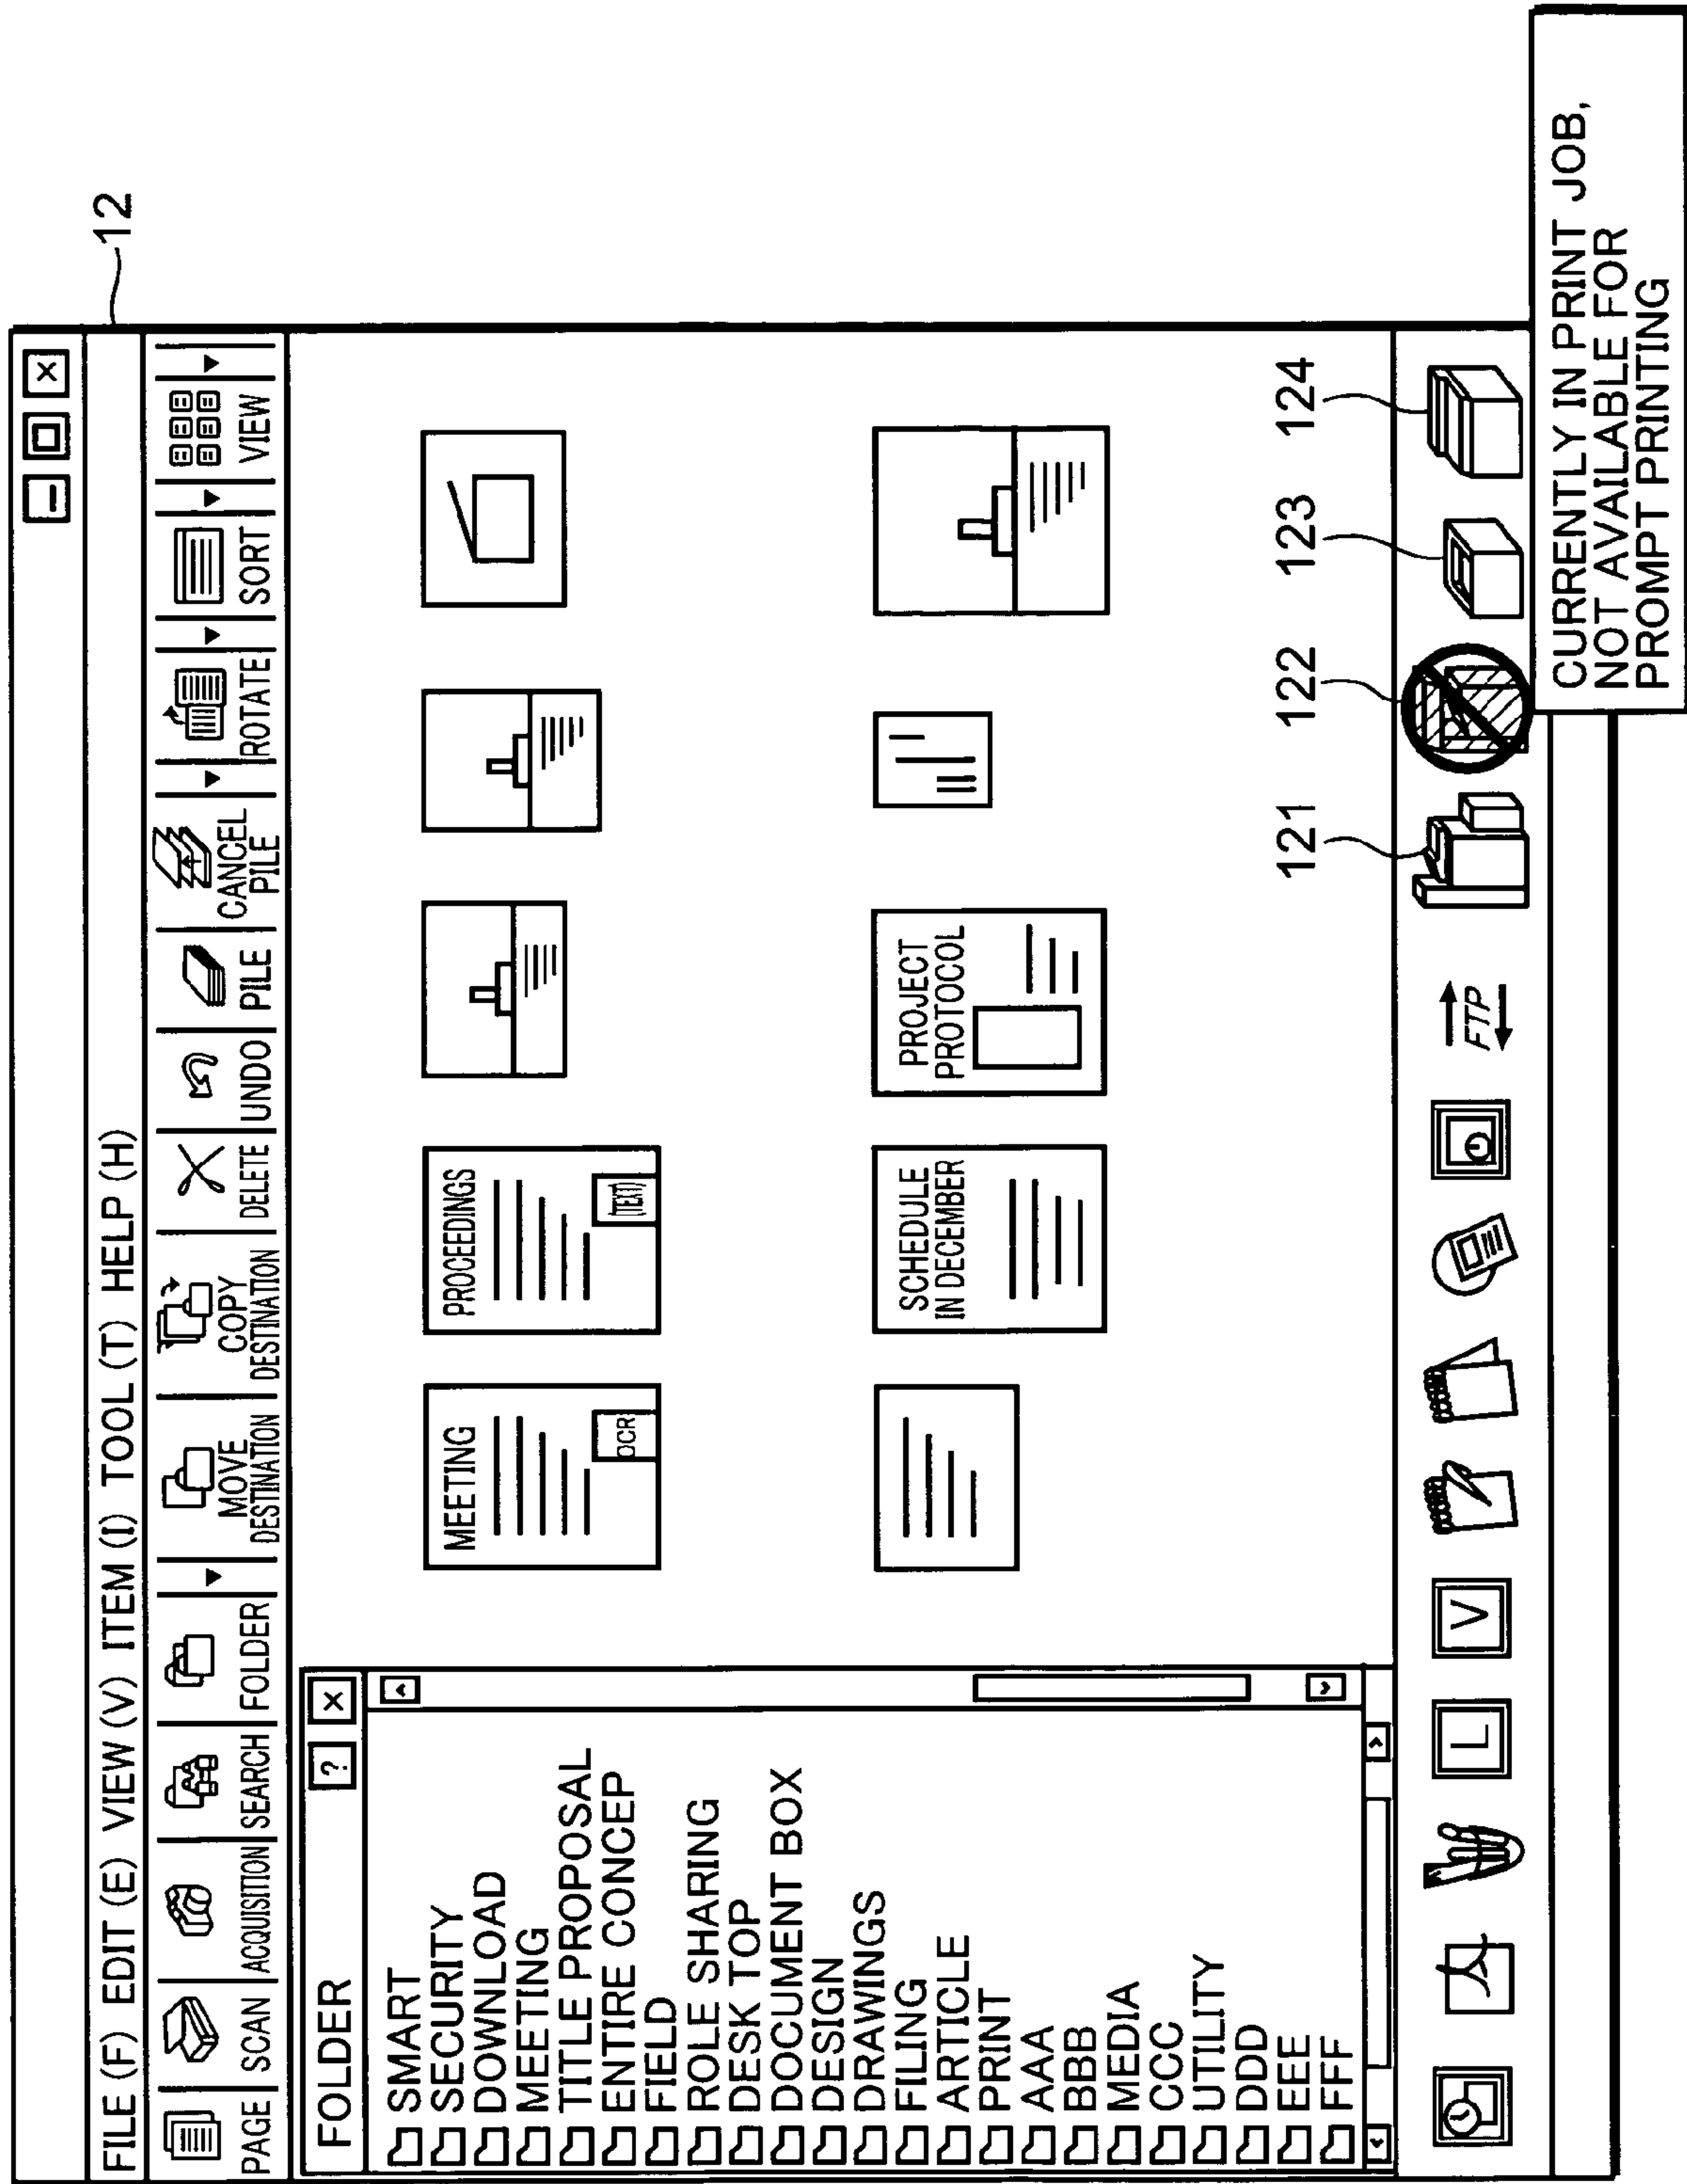 12
FILE (F) EDIT (E) VIEW (V) ITEM (I) TOOL (T) HELP (H)
PAGE SCAN ACQUISITION SEARCH FOLDER MOVE DESTINATION COPY DESTINATION DELETE UNDO PILE CANCEL PILE ROTATE SORT VIEW
FOLDER ? X
SMART
SECURITY
DOWNLOAD
MEETING
TITLE PROPOSAL
ENTIRE CONCEP
FIELD
ROLE SHARING
DESK TOP
DOCUMENT BOX
DESIGN
DRAWINGS
FILING
ARTICLE
PRINT
AAA
BBB
MEDIA
CCC
UTILITY
DDD
EEE
FFF
MEETING
OCR
PROCEEDINGS
(TEXT)
SCHEDULE
IN DECEMBER
PROJECT
PROTOCOL
L
V
FTP
121
122
123
124
CURRENTLY IN PRINT JOB,
NOT AVAILABLE FOR
PROMPT PRINTING